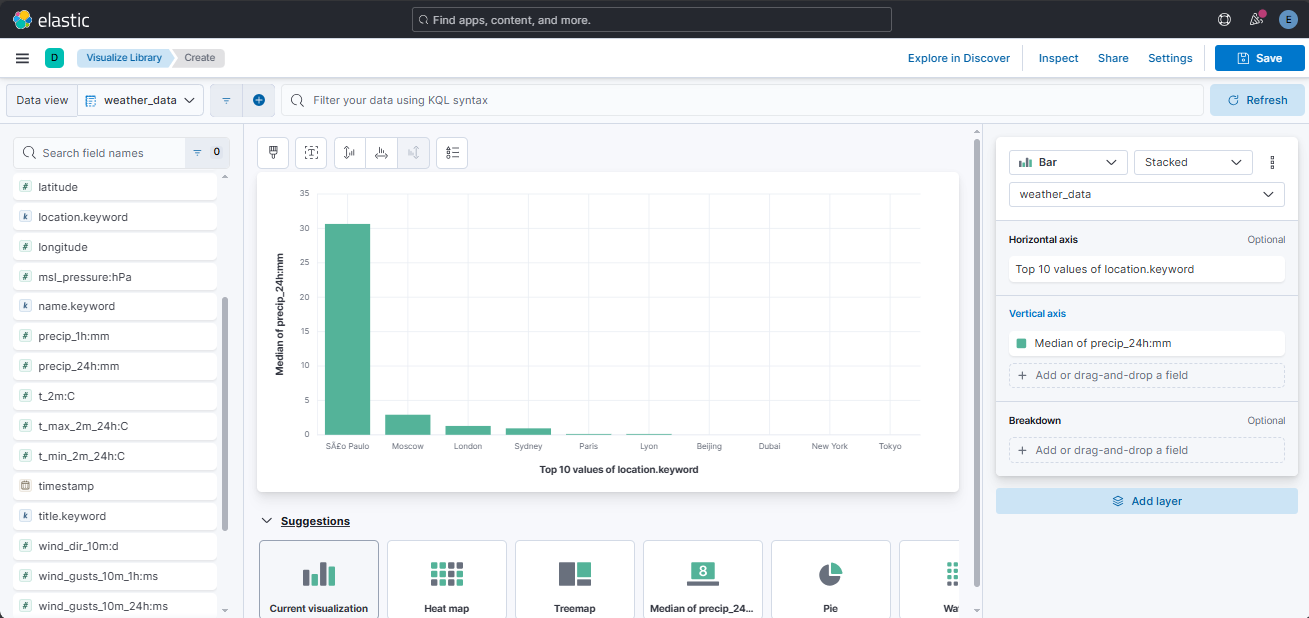 elastic
Find apps, content, and more.
E
D
Visualize Library
Create
Explore in Discover
Inspect
Share
Settings
Save
Data view
weather_data
Filter your data using KQL syntax
Refresh
Search field names
0
# latitude
k location.keyword
# longitude
# msl_pressure:hPa
k name.keyword
# precip_1h:mm
# precip_24h:mm
# t_2m:C
# t_max_2m_24h:C
# t_min_2m_24h:C
timestamp
k title.keyword
# wind_dir_10m:d
# wind_gusts_10m_1h:ms
# wind_gusts_10m_24h:ms
Median of precip_24h:mm
35
30
25
20
15
10
5
0
SÃ£o Paulo
Moscow
London
Sydney
Paris
Lyon
Beijing
Dubai
New York
Tokyo
Top 10 values of location.keyword
Suggestions
Current visualization
Heat map
Treemap
8
Median of precip_24...
Pie
Wa
Bar
Stacked
weather_data
Horizontal axis
Optional
Top 10 values of location.keyword
Vertical axis
Median of precip_24h:mm
+ Add or drag-and-drop a field
Breakdown
Optional
+ Add or drag-and-drop a field
Add layer